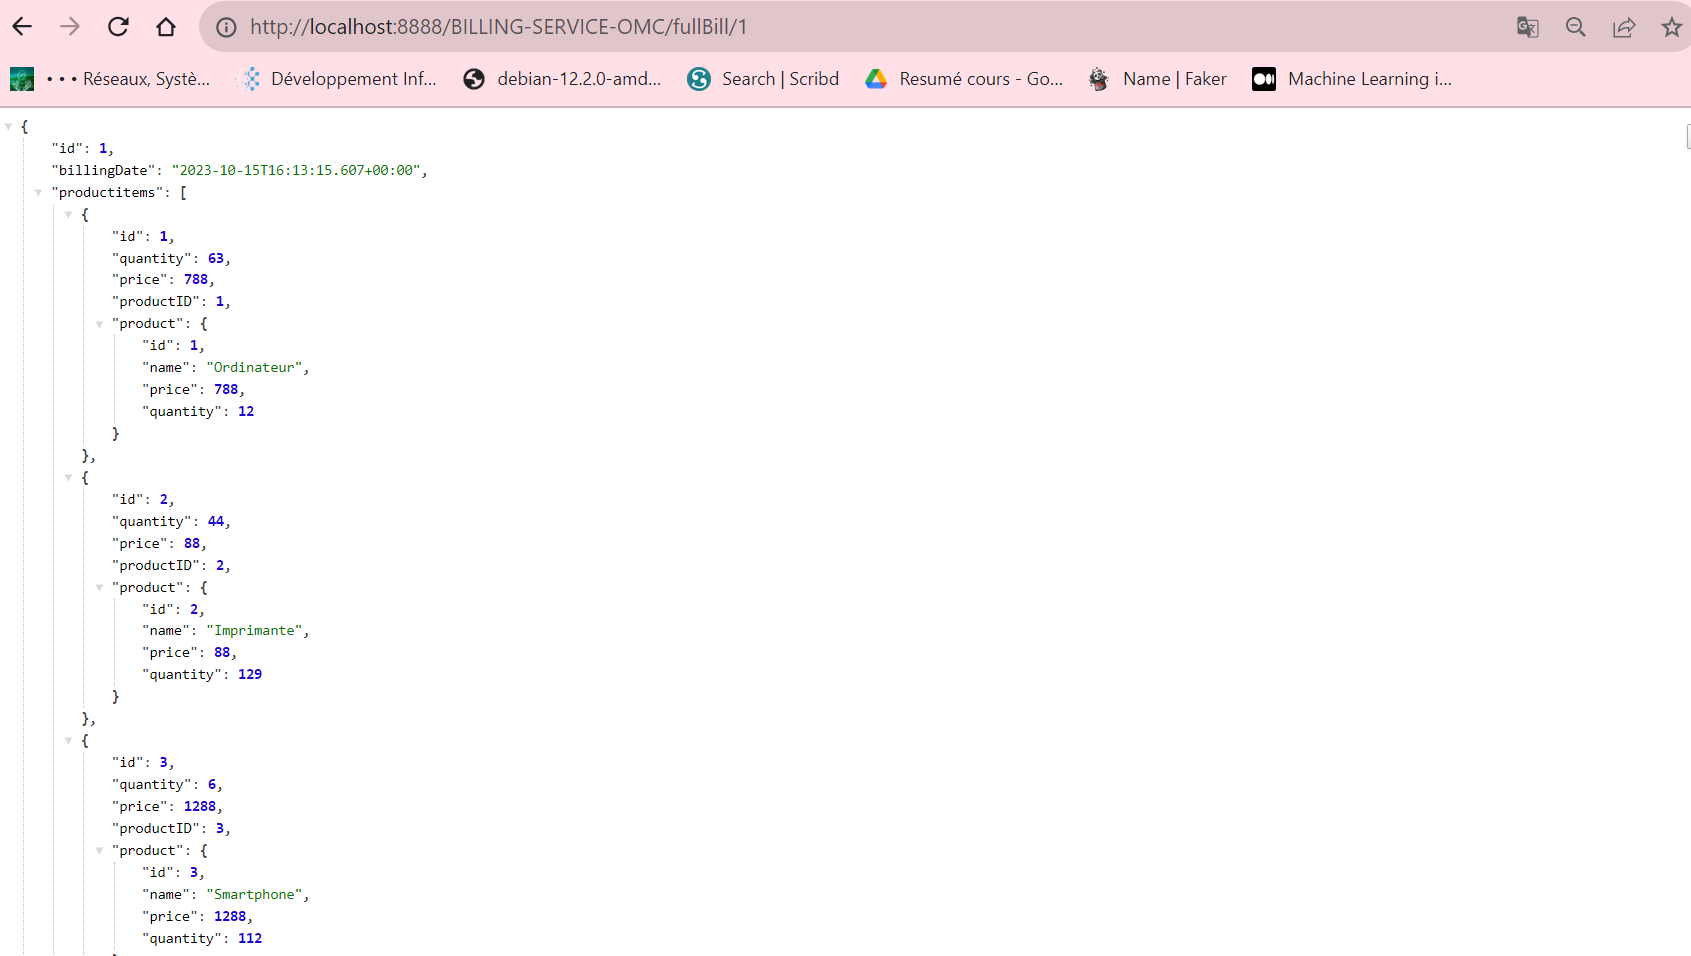 http://localhost:8888/BILLING-SERVICE-OMC/fullBill/1
• • • Réseaux, Systè... Développement Inf... debian-12.2.0-amd... Search | Scribd Resumé cours - Go... Name | Faker Machine Learning i...
{
"id": 1,
"billingDate": "2023-10-15T16:13:15.607+00:00",
"productitems": [
{
"id": 1,
"quantity": 63,
"price": 788,
"productID": 1,
"product": {
"id": 1,
"name": "Ordinateur",
"price": 788,
"quantity": 12
}
},
{
"id": 2,
"quantity": 44,
"price": 88,
"productID": 2,
"product": {
"id": 2,
"name": "Imprimante",
"price": 88,
"quantity": 129
}
},
{
"id": 3,
"quantity": 6,
"price": 1288,
"productID": 3,
"product": {
"id": 3,
"name": "Smartphone",
"price": 1288,
"quantity": 112